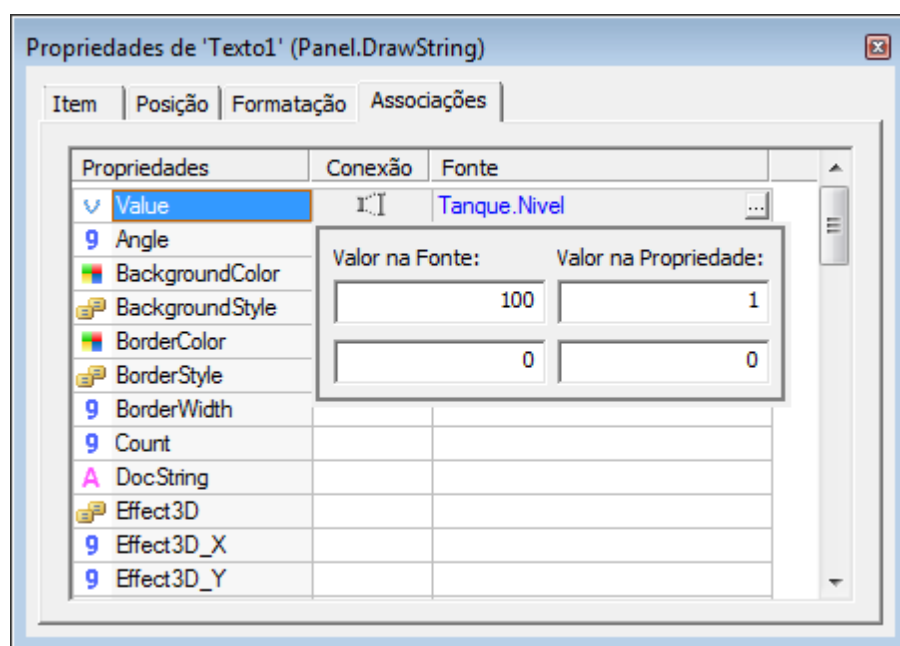 Propriedades de 'Texto1' (Panel.DrawString)
Item Posição Formatação Associações
Propriedades Conexão Fonte
Value Tanque.Nivel ...
Angle
Valor na Fonte: Valor na Propriedade:
BackgroundColor
100 1
BackgroundStyle
BorderColor
0 0
BorderStyle
BorderWidth
Count
DocString
Effect3D
Effect3D_X
Effect3D_Y